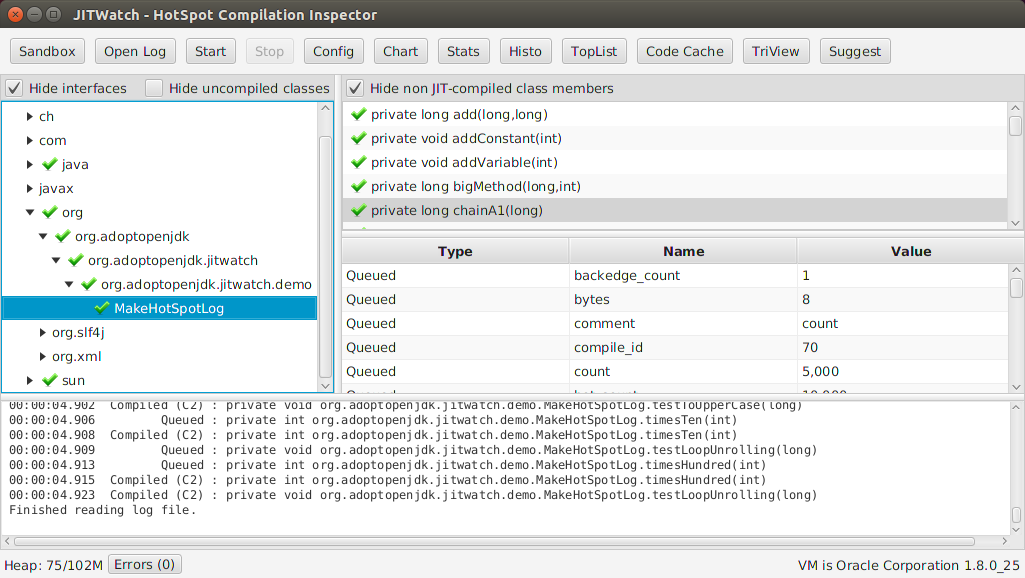 JITWatch - HotSpot Compilation Inspector
Sandbox Open Log Start Stop Config Chart Stats Histo TopList Code Cache TriView Suggest
Hide interfaces Hide uncompiled classes
ch
com
java
javax
org
org.adoptopenjdk
org.adoptopenjdk.jitwatch
org.adoptopenjdk.jitwatch.demo
MakeHotSpotLog
org.slf4j
org.xml
sun
Hide non JIT-compiled class members
private long add(long,long)
private void addConstant(int)
private void addVariable(int)
private long bigMethod(long,int)
private long chainA1(long)
Type Name Value
Queued backedge_count 1
Queued bytes 8
Queued comment count
Queued compile_id 70
Queued count 5,000
00:00:04.902 Compiled (C2) : private void org.adoptopenjdk.jitwatch.demo.MakeHotSpotLog.testToUpperCase(long)
00:00:04.906 Queued : private int org.adoptopenjdk.jitwatch.demo.MakeHotSpotLog.timesTen(int)
00:00:04.908 Compiled (C2) : private int org.adoptopenjdk.jitwatch.demo.MakeHotSpotLog.timesTen(int)
00:00:04.909 Queued : private void org.adoptopenjdk.jitwatch.demo.MakeHotSpotLog.testLoopUnrolling(long)
00:00:04.913 Queued : private int org.adoptopenjdk.jitwatch.demo.MakeHotSpotLog.timesHundred(int)
00:00:04.915 Compiled (C2) : private int org.adoptopenjdk.jitwatch.demo.MakeHotSpotLog.timesHundred(int)
00:00:04.923 Compiled (C2) : private void org.adoptopenjdk.jitwatch.demo.MakeHotSpotLog.testLoopUnrolling(long)
Finished reading log file.
Heap: 75/102M Errors (0) VM is Oracle Corporation 1.8.0_25